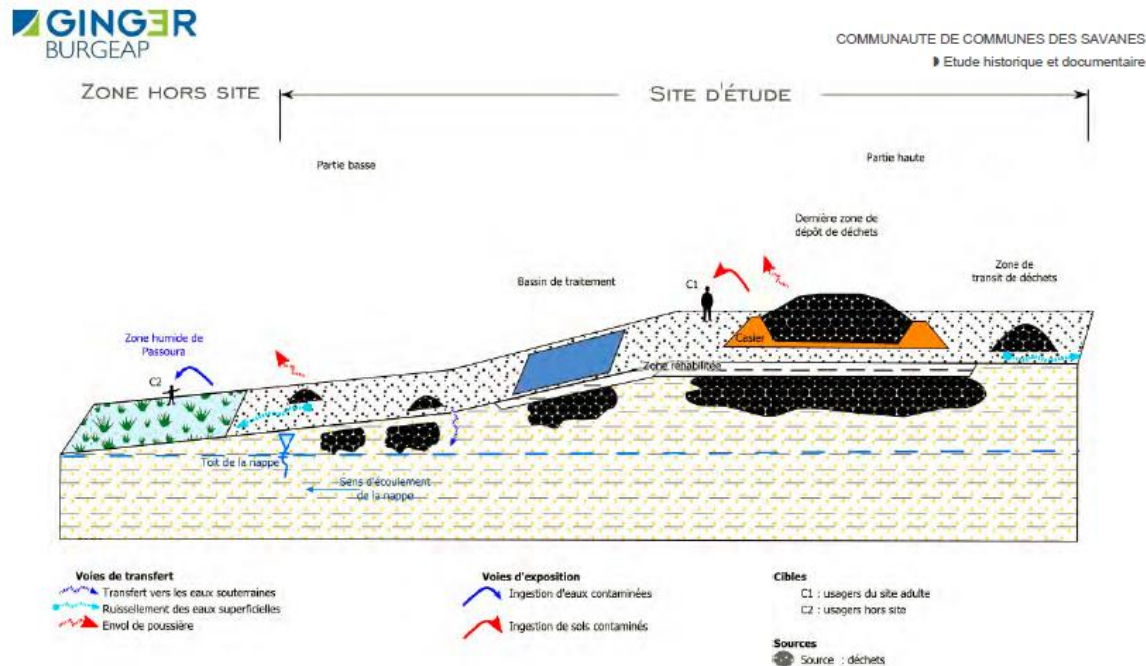 GINGER
BURGEAP
COMMUNAUTE DE COMMUNES DES SAVANES
Etude historique et documentaire
ZONE HORS SITE
SITE D'ÉTUDE
Partie basse
Partie haute
Dernière zone de
dépôt de déchets
Zone de
transit de déchets
Bassin de traitement
C1
Zone humide de
Passoura
C2
Casier
Zone réhabilitée
Toit de la nappe
Sens d'écoulement
de la nappe
Voies de transfert
Transfert vers les eaux souterraines
Ruissellement des eaux superficielles
Envol de poussière
Voies d'exposition
Ingestion d'eaux contaminées
Ingestion de sols contaminés
Cibles
C1 : usagers du site adulte
C2 : usagers hors site
Sources
Source : déchets